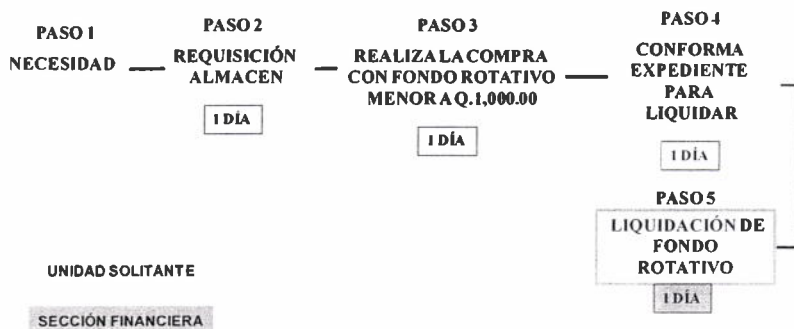 PASO 1
NECESIDAD
PASO 2
REQUISICIÓN
ALMACEN
1 DÍA
PASO 3
REALIZA LA COMPRA
CON FONDO ROTATIVO
MENOR A Q.1,000.00
1 DÍA
PASO 4
CONFORMA
EXPEDIENTE
PARA
LIQUIDAR
1 DÍA
PASO 5
LIQUIDACIÓN DE
FONDO
ROTATIVO
1 DÍA
UNIDAD SOLITANTE
SECCIÓN FINANCIERA